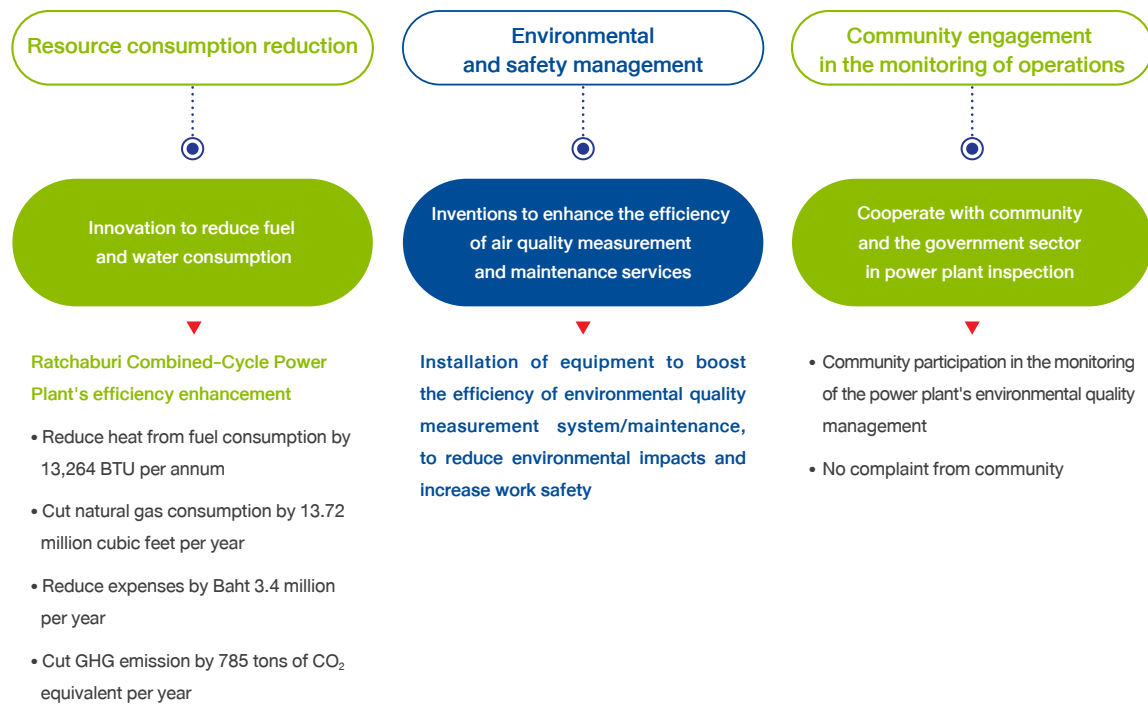 Resource consumption reduction
Innovation to reduce fuel
and water consumption
Ratchaburi Combined-Cycle Power
Plant's efficiency enhancement
• Reduce heat from fuel consumption by
13,264 BTU per annum
• Cut natural gas consumption by 13.72
million cubic feet per year
• Reduce expenses by Baht 3.4 million
per year
• Cut GHG emission by 785 tons of CO₂
equivalent per year
Environmental
and safety management
Inventions to enhance the efficiency
of air quality measurement
and maintenance services
Installation of equipment to boost
the efficiency of environmental quality
measurement system/maintenance,
to reduce environmental impacts and
increase work safety
Community engagement
in the monitoring of operations
Cooperate with community
and the government sector
in power plant inspection
• Community participation in the monitoring
of the power plant's environmental quality
management
• No complaint from community